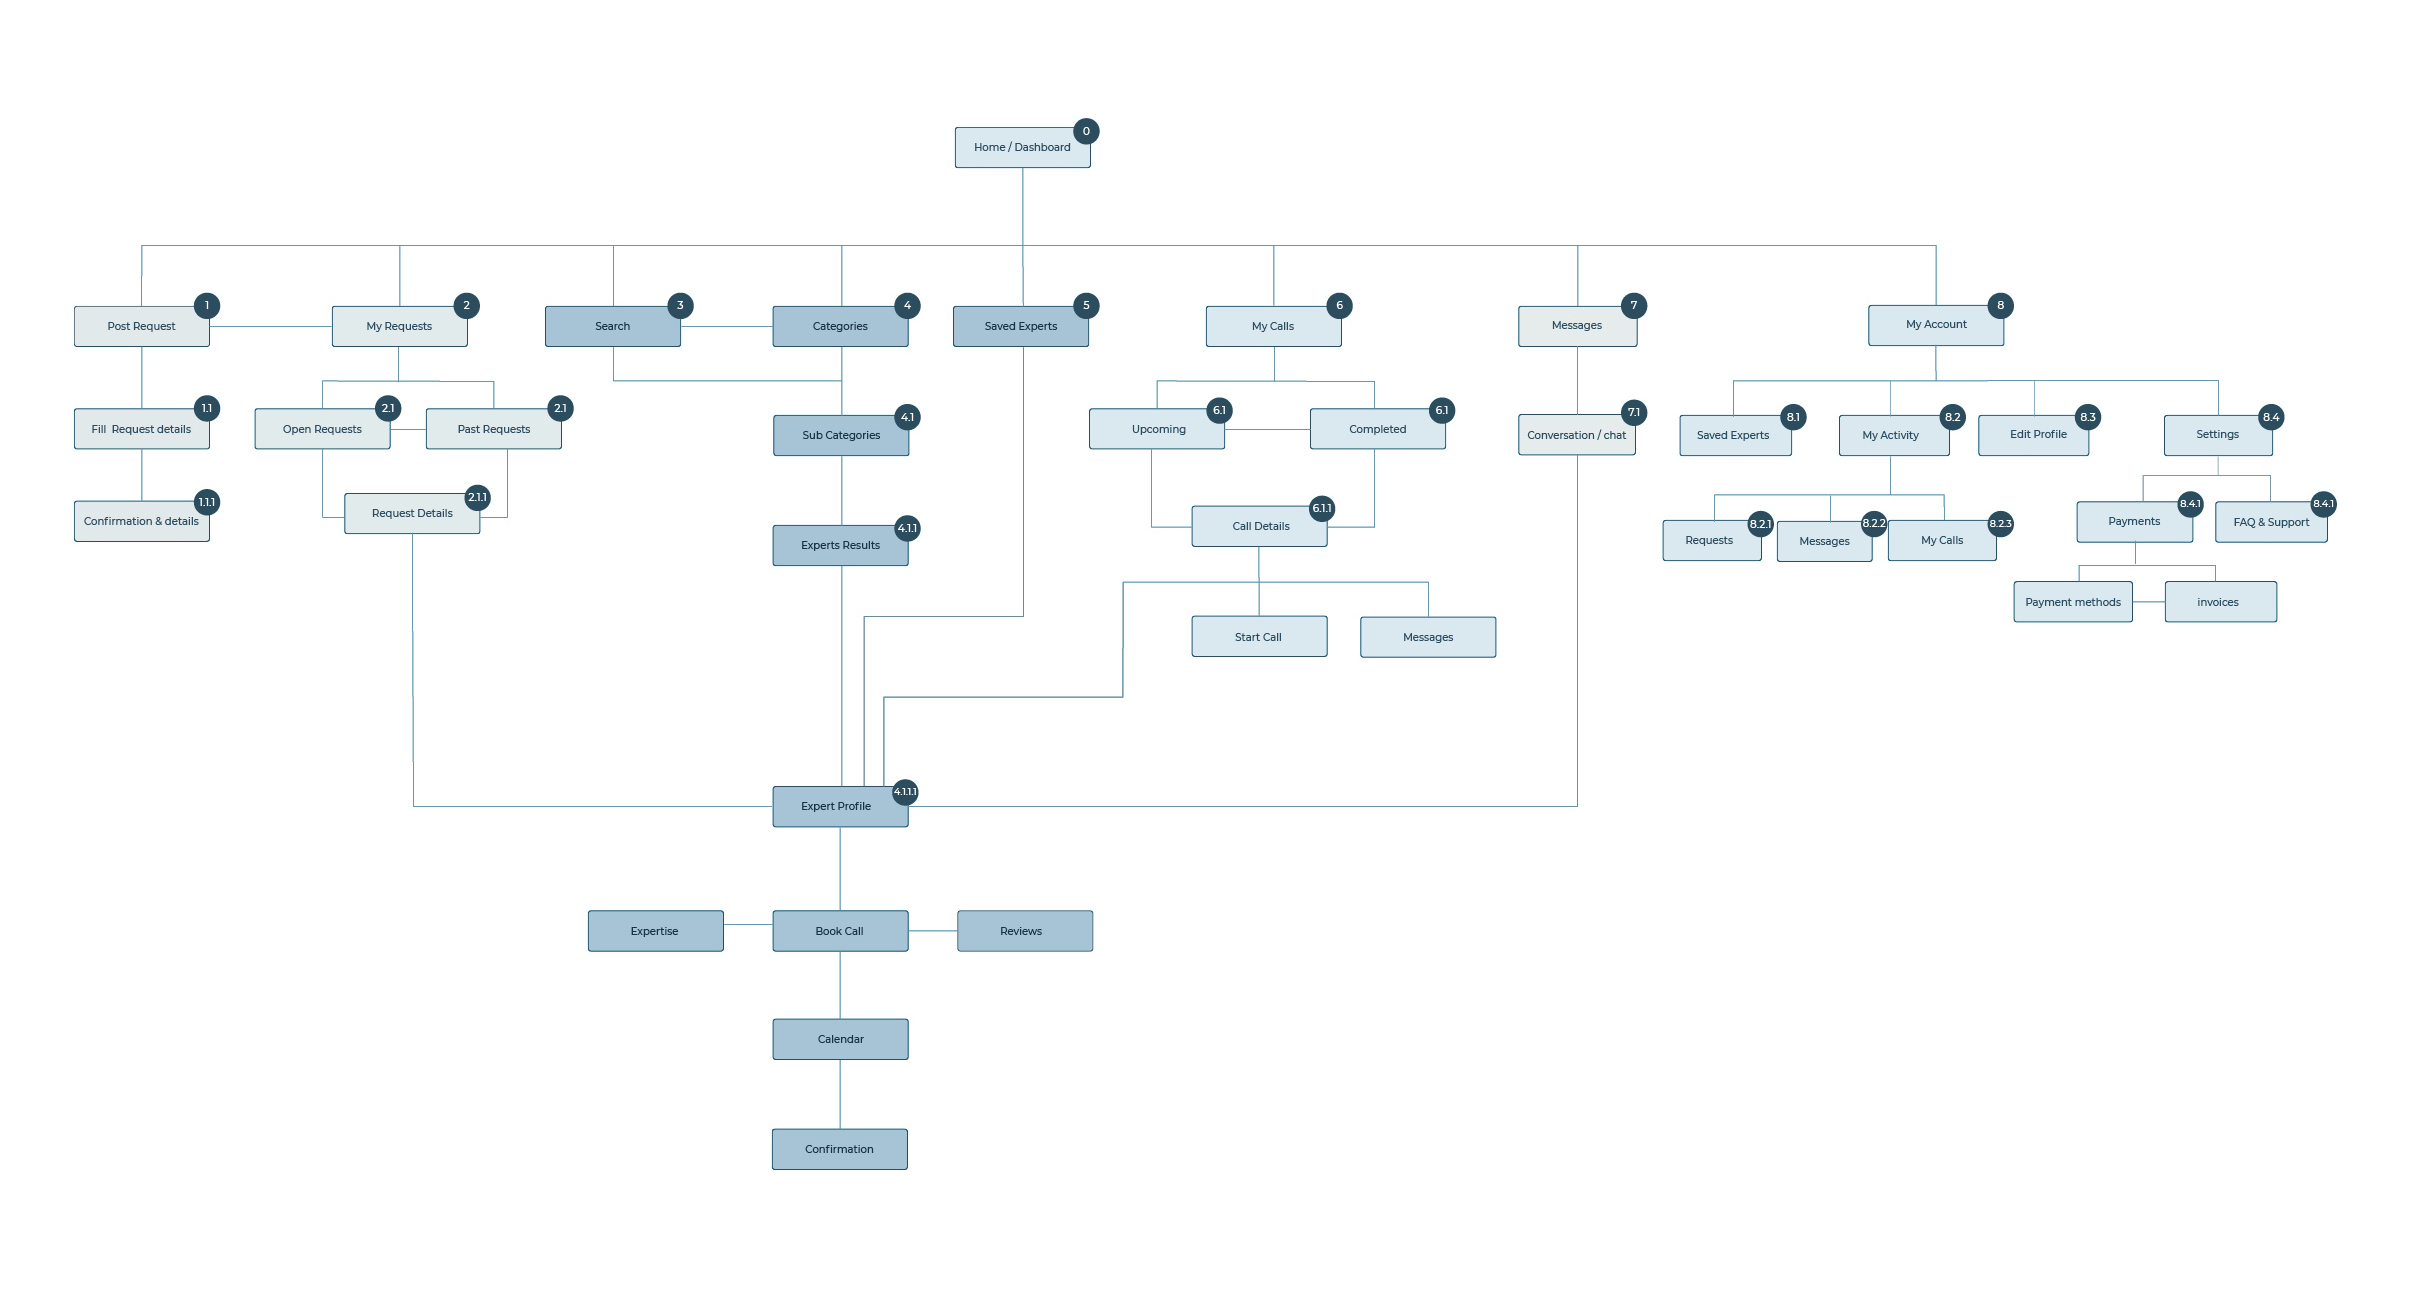 0
Home / Dashboard
1
Post Request
2
My Requests
3
Search
4
Categories
5
Saved Experts
6
My Calls
7
Messages
8
My Account
1.1
Fill Request details
2.1
Open Requests
2.1
Past Requests
4.1
Sub Categories
6.1
Upcoming
6.1
Completed
7.1
Conversation / chat
8.1
Saved Experts
8.2
My Activity
8.3
Edit Profile
8.4
Settings
1.1.1
Confirmation & details
2.1.1
Request Details
4.1.1
Experts Results
6.1.1
Call Details
8.2.1
Requests
8.2.2
Messages
8.2.3
My Calls
8.4.1
Payments
8.4.1
FAQ & Support
Payment methods
invoices
Start Call
Messages
4.1.1.1
Expert Profile
Expertise
Book Call
Reviews
Calendar
Confirmation